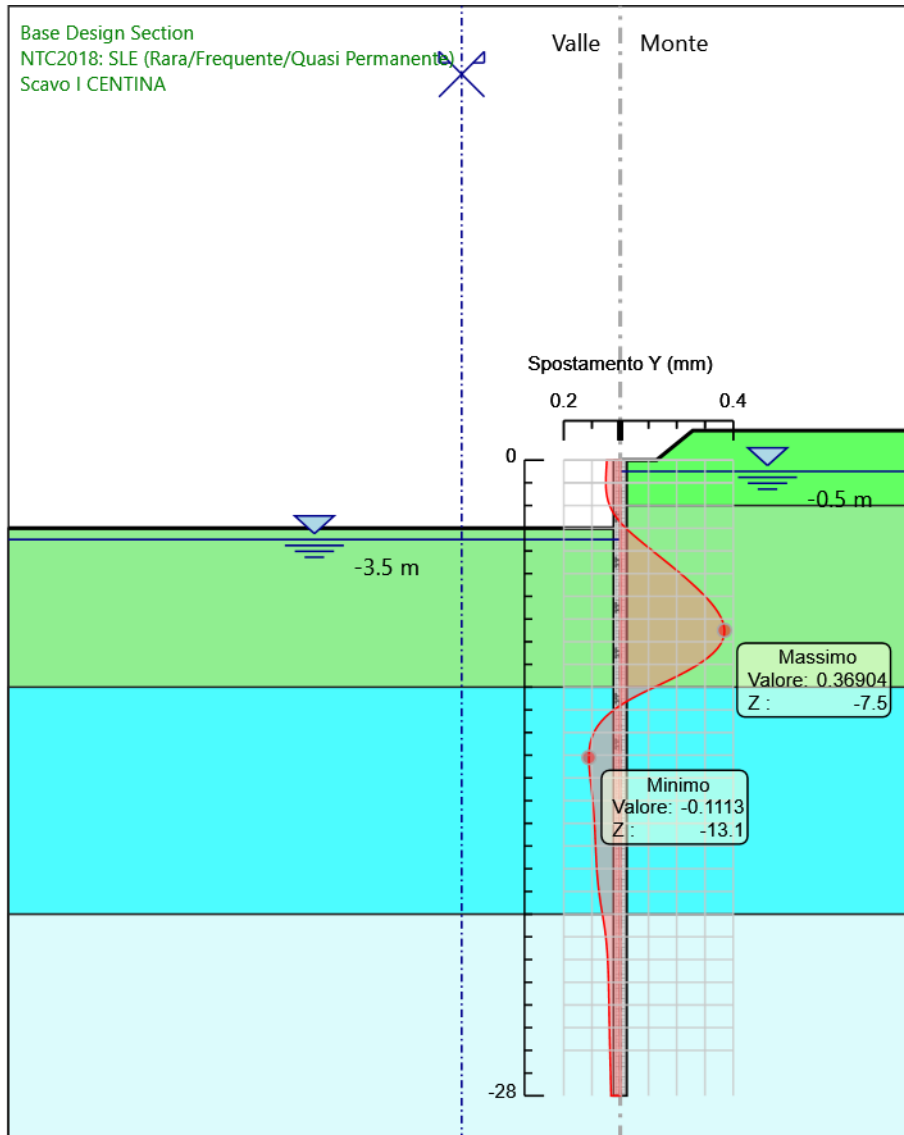 Base Design Section
NTC2018: SLE (Rara/Frequente/Quasi Permanente)
Scavo I CENTINA
Valle
Monte
Spostamento Y (mm)
0.2
0.4
0
-0.5 m
-3.5 m
Massimo
Valore: 0.36904
Z : -7.5
Minimo
Valore: -0.1113
Z : -13.1
-28